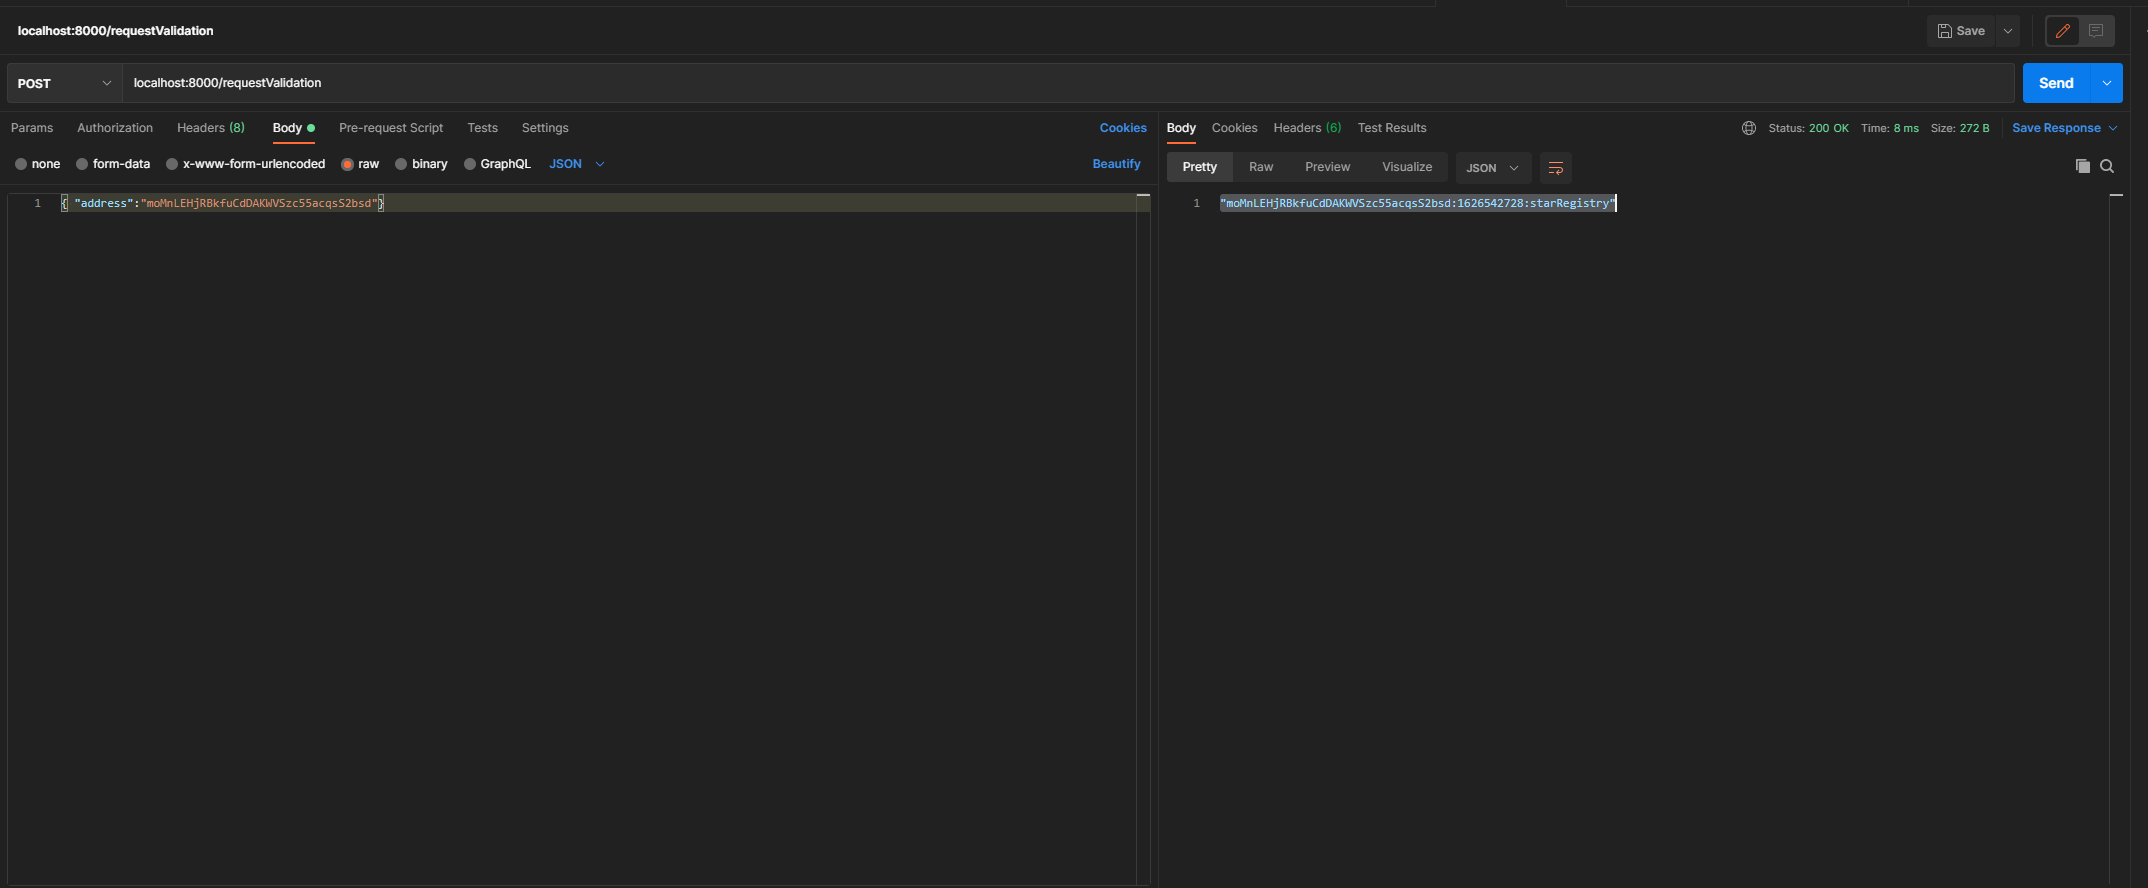 localhost:8000/requestValidation
Save
POST
localhost:8000/requestValidation
Send
Params Authorization Headers (8) Body Pre-request Script Tests Settings Cookies
none form-data x-www-form-urlencoded raw binary GraphQL JSON Beautify
1 { "address":"moMnLEHjRBkfuCdDAKWVSzc55acqsS2bsd"}
Body Cookies Headers (6) Test Results Status: 200 OK Time: 8 ms Size: 272 B Save Response
Pretty Raw Preview Visualize JSON
1 "moMnLEHjRBkfuCdDAKWVSzc55acqsS2bsd:1626542728:starRegistry"